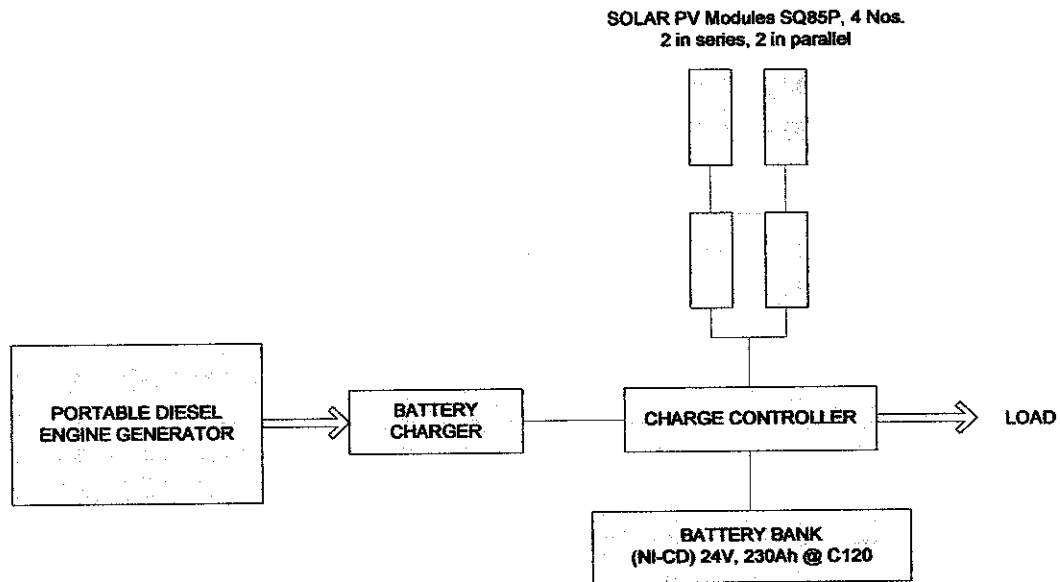 SOLAR PV Modules SQ85P, 4 Nos.
2 in series, 2 in parallel
PORTABLE DIESEL
ENGINE GENERATOR
BATTERY
CHARGER
CHARGE CONTROLLER
LOAD
BATTERY BANK
(NI-CD) 24V, 230Ah @ C120